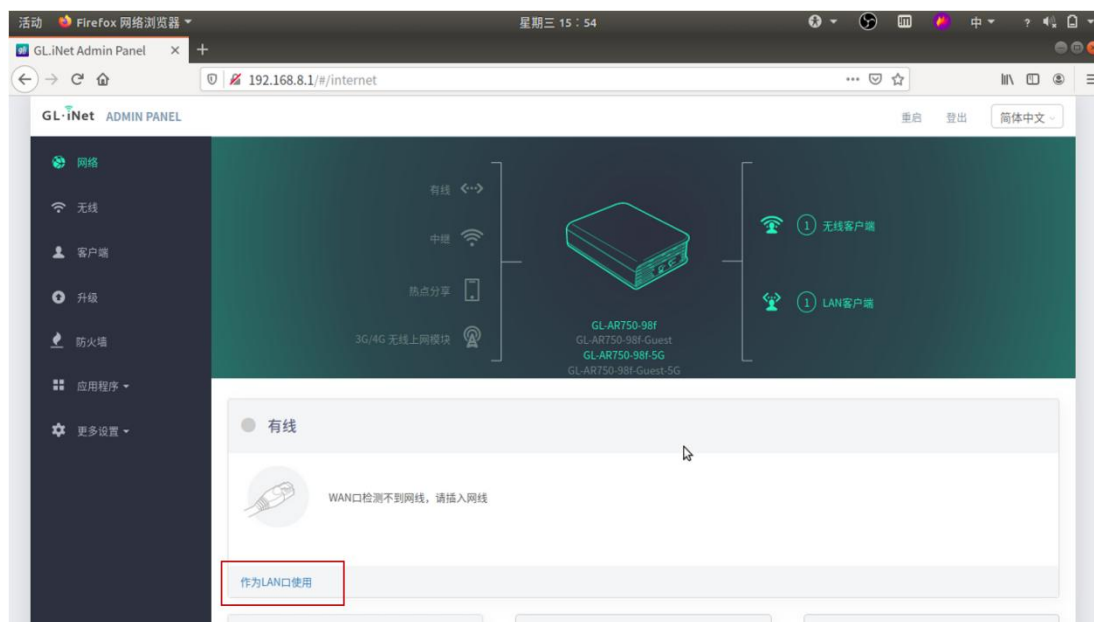 活动 Firefox 网络浏览器 星期三 15：54 中 ?
GL.iNet Admin Panel × +
192.168.8.1/#/internet
GL·iNet ADMIN PANEL 重启 登出 简体中文
网络
无线
客户端
升级
防火墙
应用程序
更多设置
有线
中继
热点分享
3G/4G 无线上网模块
GL-AR750-98f
GL-AR750-98f-Guest
GL-AR750-98f-5G
GL-AR750-98f-Guest-5G
1 无线客户端
1 LAN客户端
有线
WAN口检测不到网线，请插入网线
作为LAN口使用